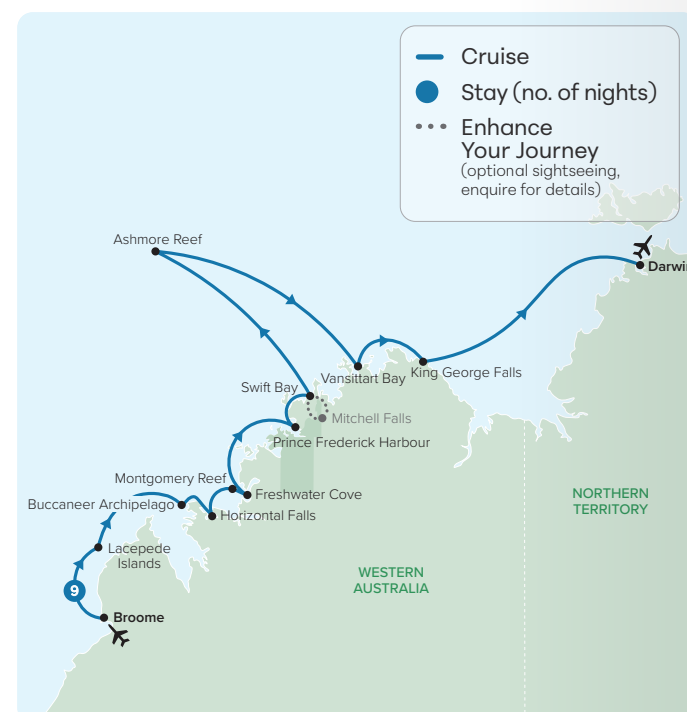 Cruise
Stay (no. of nights)
Enhance
Your Journey
(optional sightseeing,
enquire for details)
Ashmore Reef
Darwi
King George Falls
Vansittart Bay
Swift Bay
Mitchell Falls
Prince Frederick Harbour
Montgomery Reef
Freshwater Cove
Buccaneer Archipelago
Horizontal Falls
NORTHERN
TERRITORY
Lacepede
Islands
WESTERN
AUSTRALIA
9
Broome